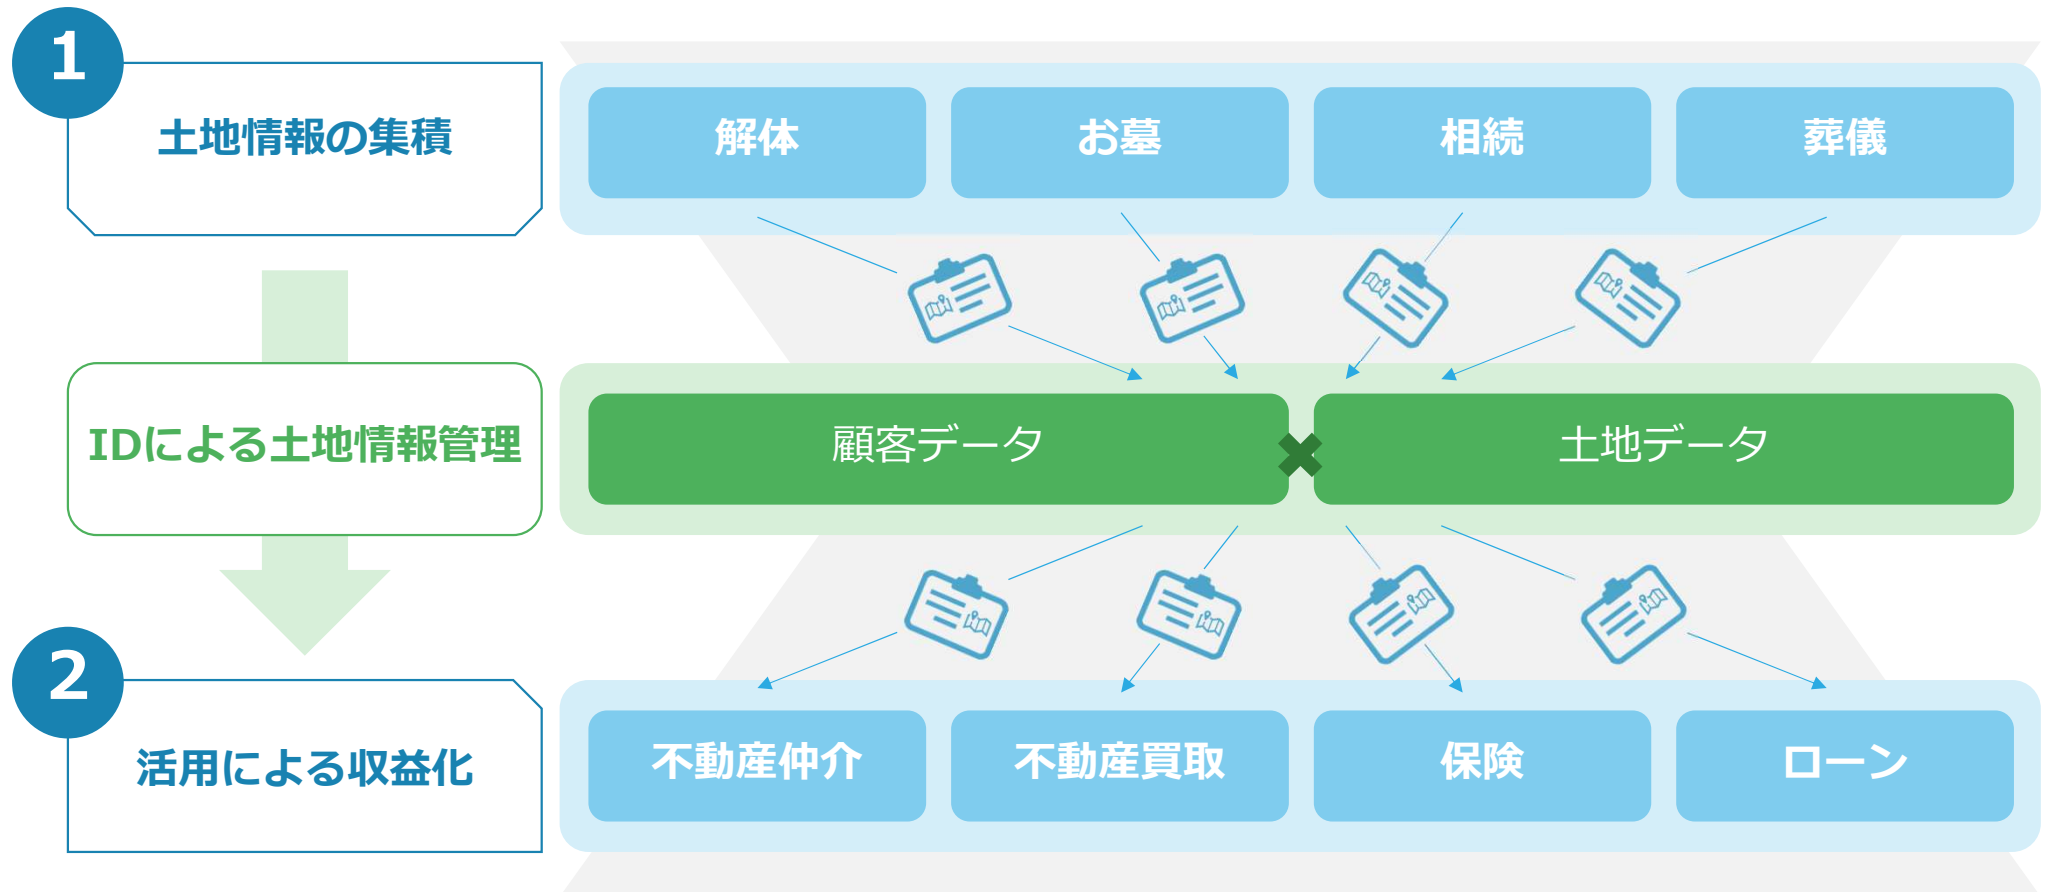 1
土地情報の集積
解体
お墓
相続
葬儀
IDによる土地情報管理
顧客データ
土地データ
2
活用による収益化
不動産仲介
不動産買取
保険
ローン